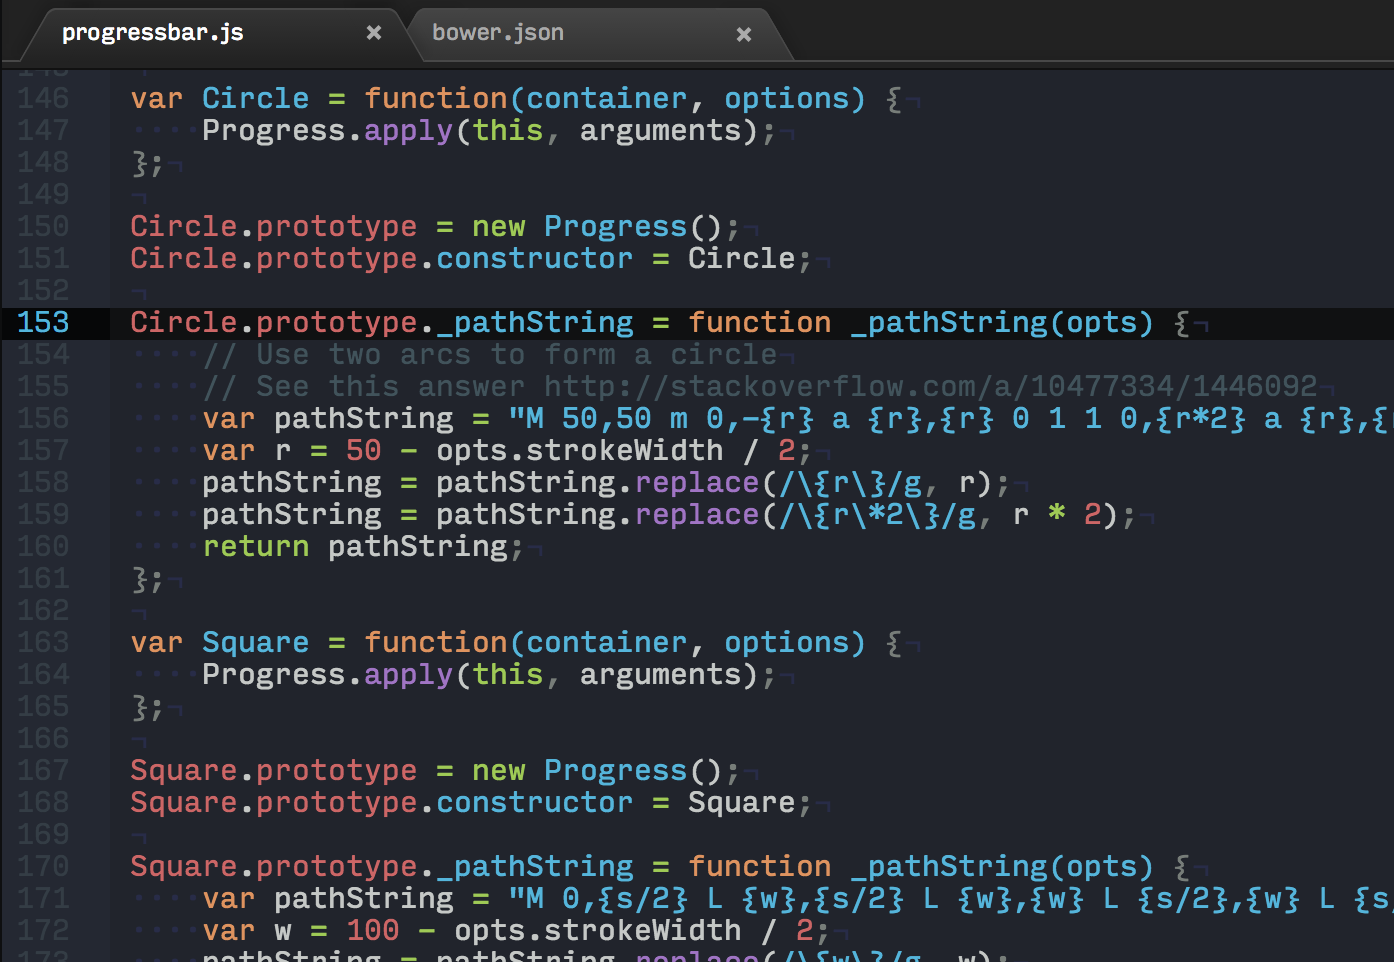 progressbar.js × bower.json ×
146 var Circle = function(container, options) {¬
147 ····Progress.apply(this, arguments);¬
148 };¬
149 ¬
150 Circle.prototype = new Progress();¬
151 Circle.prototype.constructor = Circle;¬
152 ¬
153 Circle.prototype._pathString = function _pathString(opts) {¬
154 ····// Use two arcs to form a circle¬
155 ····// See this answer http://stackoverflow.com/a/10477334/1446092¬
156 ····var pathString = "M 50,50 m 0,-{r} a {r},{r} 0 1 1 0,{r*2} a {r},{
157 ····var r = 50 - opts.strokeWidth / 2;¬
158 ····pathString = pathString.replace(/\{r\}/g, r);¬
159 ····pathString = pathString.replace(/\{r\*2\}/g, r * 2);¬
160 ····return pathString;¬
161 };¬
162 ¬
163 var Square = function(container, options) {¬
164 ····Progress.apply(this, arguments);¬
165 };¬
166 ¬
167 Square.prototype = new Progress();¬
168 Square.prototype.constructor = Square;¬
169 ¬
170 Square.prototype._pathString = function _pathString(opts) {¬
171 ····var pathString = "M 0,{s/2} L {w},{s/2} L {w},{w} L {s/2},{w} L {s
172 ····var w = 100 - opts.strokeWidth / 2;¬
173 ····pathString = pathString.replace(/\{w\}/g, w);